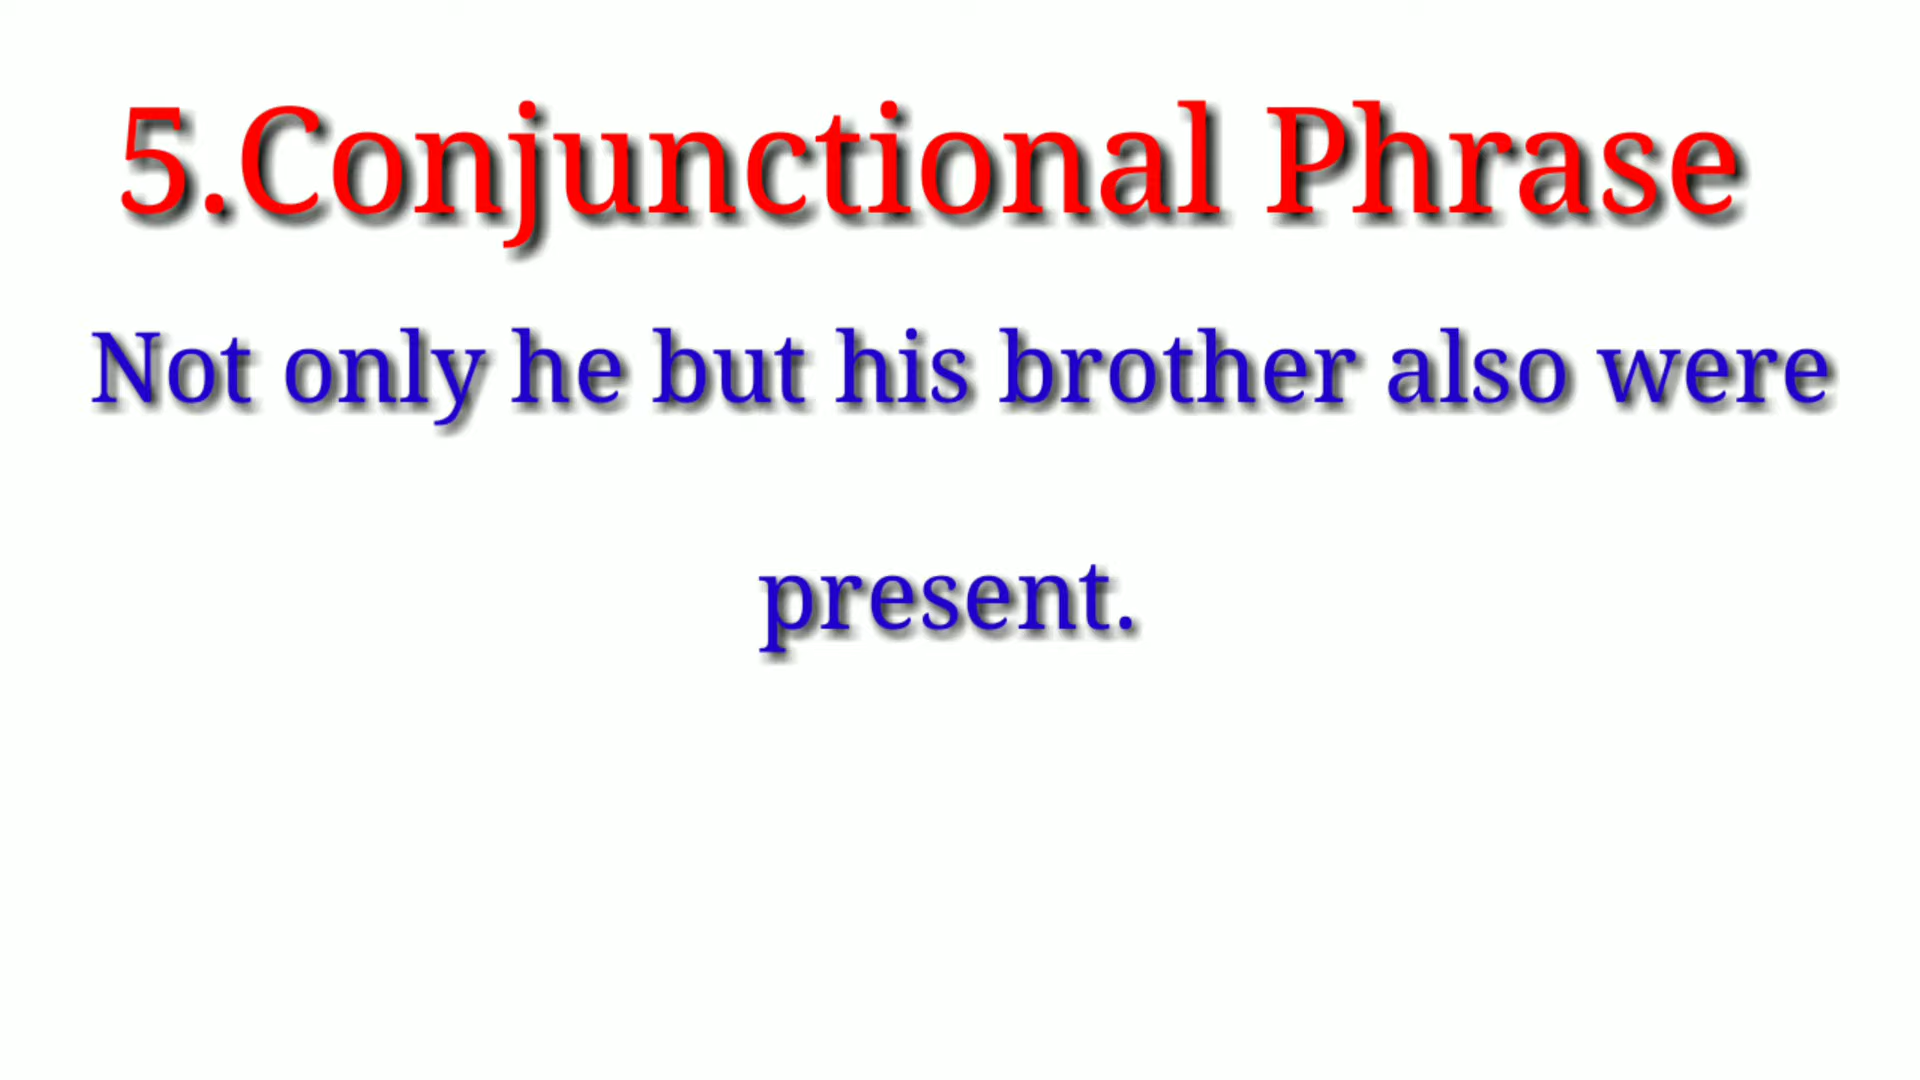 5.Conjunctional Phrase
Not only he but his brother also were
present.